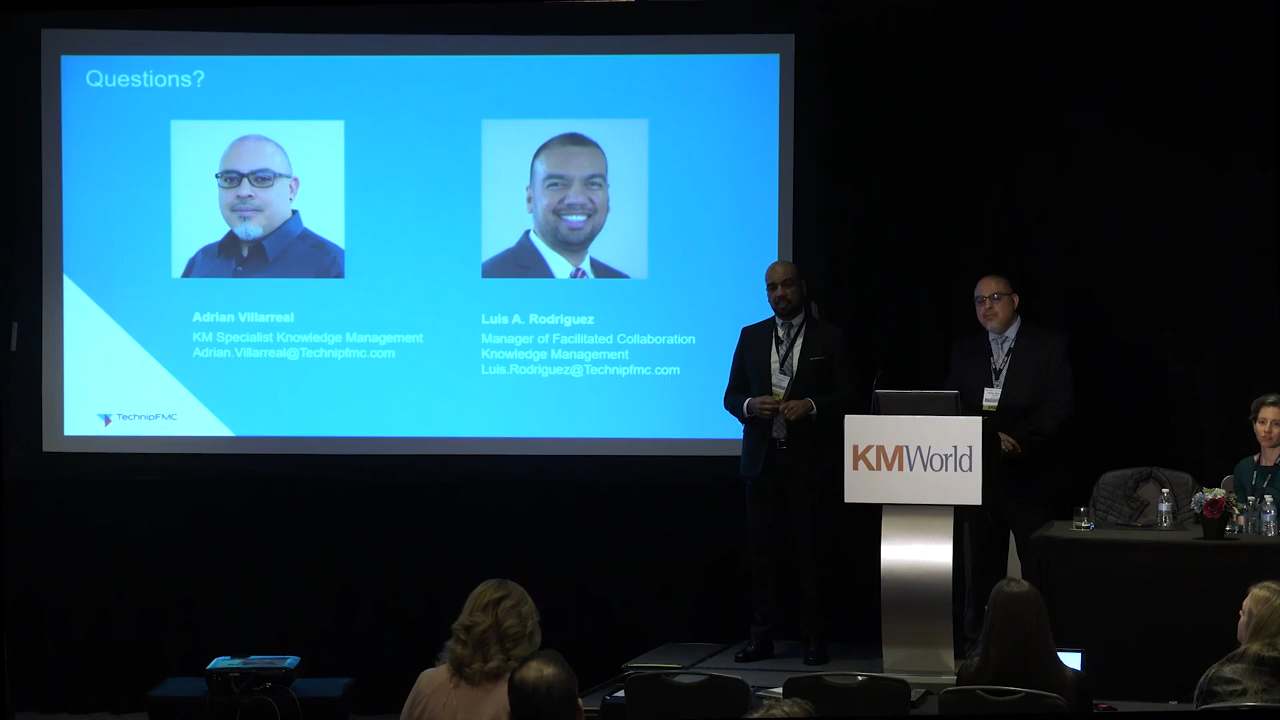 Questions?
Adrian Villarreal
KM Specialist Knowledge Management
Adrian.Villarreal@Technipfmc.com
Luis A. Rodriguez
Manager of Facilitated Collaboration
Knowledge Management
Luis.Rodriguez@Technipfmc.com
TechnipFMC
KMWorld